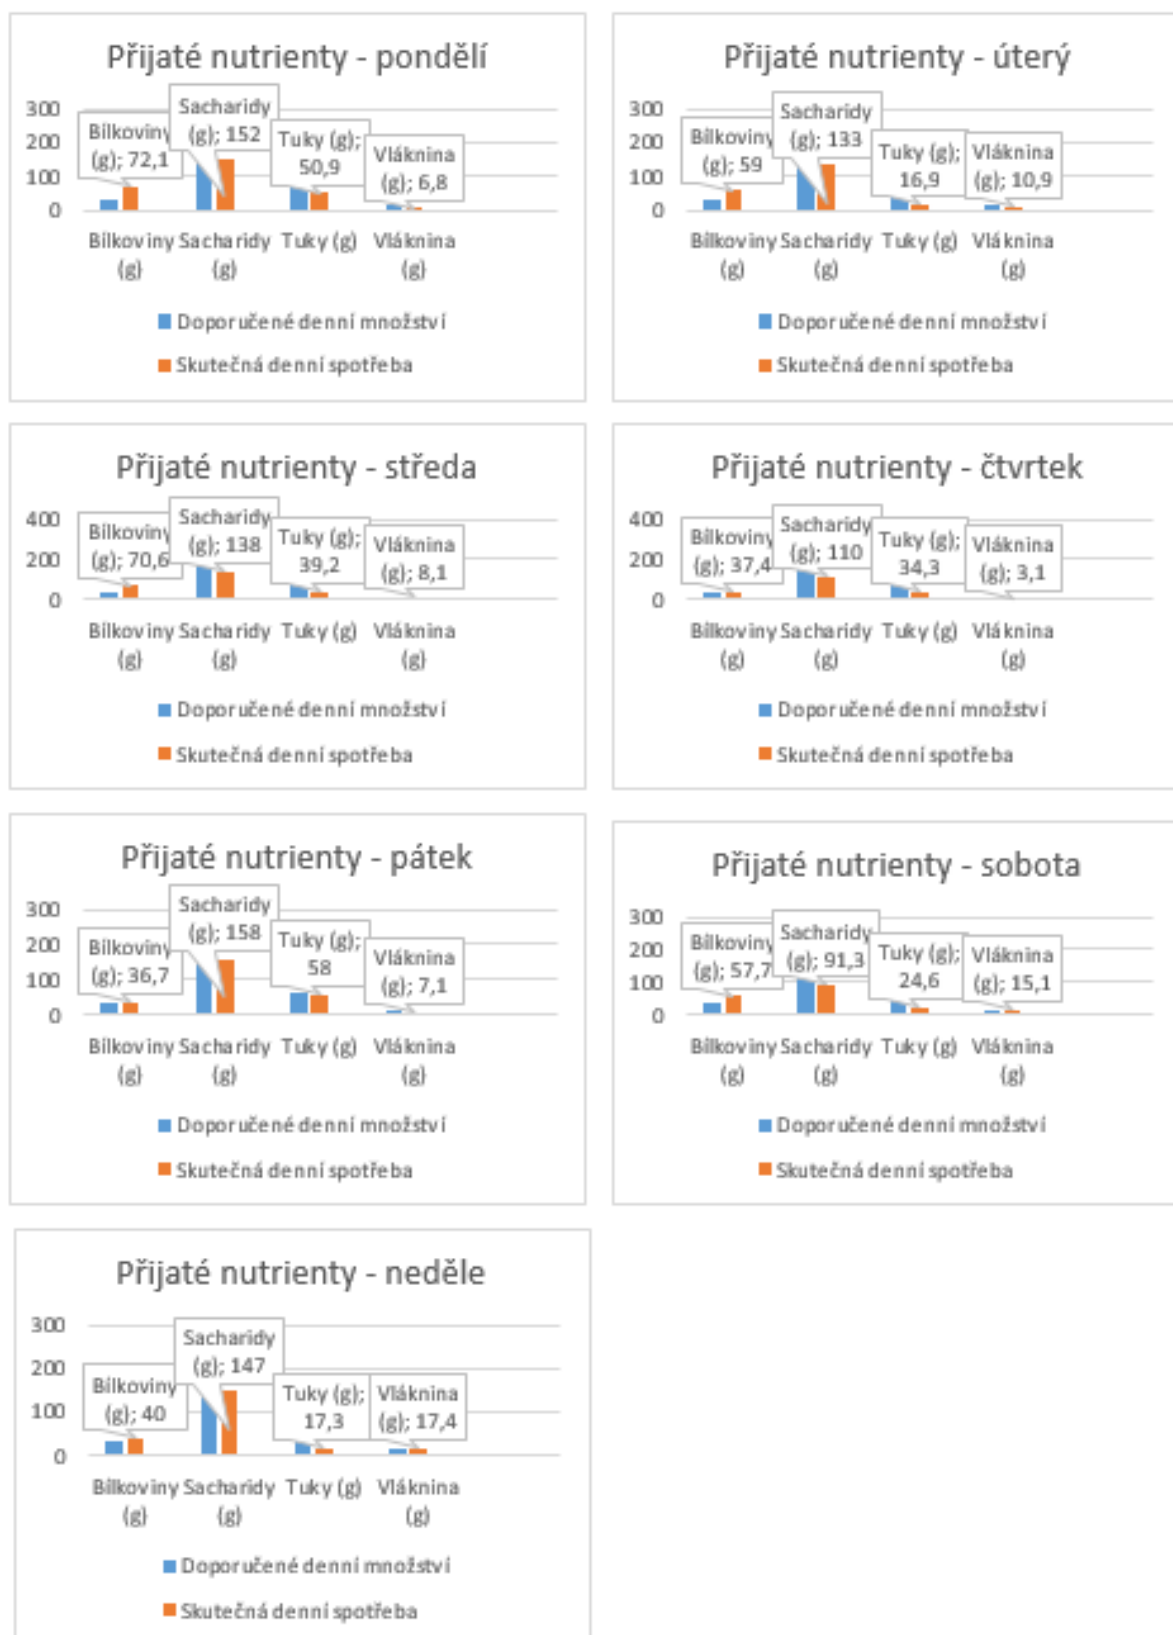 Přijaté nutrienty - pondělí
300
200
100
0
Bílkoviny
(g); 72,1
Sacharidy
(g); 152
Tuky (g);
50,9
Vláknina
(g); 6,8
Bílkoviny Sacharidy Tuky (g) Vláknina
(g) (g) (g)
Doporučené denní množství
Skutečná denní spotřeba
Přijaté nutrienty - úterý
300
200
100
0
Bílkoviny
(g); 59
Sacharidy
(g); 133
Tuky (g);
16,9
Vláknina
(g); 10,9
Bílkoviny Sacharidy Tuky (g) Vláknina
(g) (g) (g)
Doporučené denní množství
Skutečná denní spotřeba
Přijaté nutrienty - středa
400
200
0
Bílkoviny
(g); 70,6
Sacharidy
(g); 138
Tuky (g);
39,2
Vláknina
(g); 8,1
Bílkoviny Sacharidy Tuky (g) Vláknina
(g) (g) (g)
Doporučené denní množství
Skutečná denní spotřeba
Přijaté nutrienty - čtvrtek
400
200
0
Bílkoviny
(g); 37,4
Sacharidy
(g); 110
Tuky (g);
34,3
Vláknina
(g); 3,1
Bílkoviny Sacharidy Tuky (g) Vláknina
(g) (g) (g)
Doporučené denní množství
Skutečná denní spotřeba
Přijaté nutrienty - pátek
300
200
100
0
Bílkoviny
(g); 36,7
Sacharidy
(g); 158
Tuky (g);
58
Vláknina
(g); 7,1
Bílkoviny Sacharidy Tuky (g) Vláknina
(g) (g) (g)
Doporučené denní množství
Skutečná denní spotřeba
Přijaté nutrienty - sobota
300
200
100
0
Bílkoviny
(g); 57,7
Sacharidy
(g); 91,3
Tuky (g);
24,6
Vláknina
(g); 15,1
Bílkoviny Sacharidy Tuky (g) Vláknina
(g) (g) (g)
Doporučené denní množství
Skutečná denní spotřeba
Přijaté nutrienty - neděle
300
200
100
0
Bílkoviny
(g); 40
Sacharidy
(g); 147
Tuky (g);
17,3
Vláknina
(g); 17,4
Bílkoviny Sacharidy Tuky (g) Vláknina
(g) (g) (g)
Doporučené denní množství
Skutečná denní spotřeba